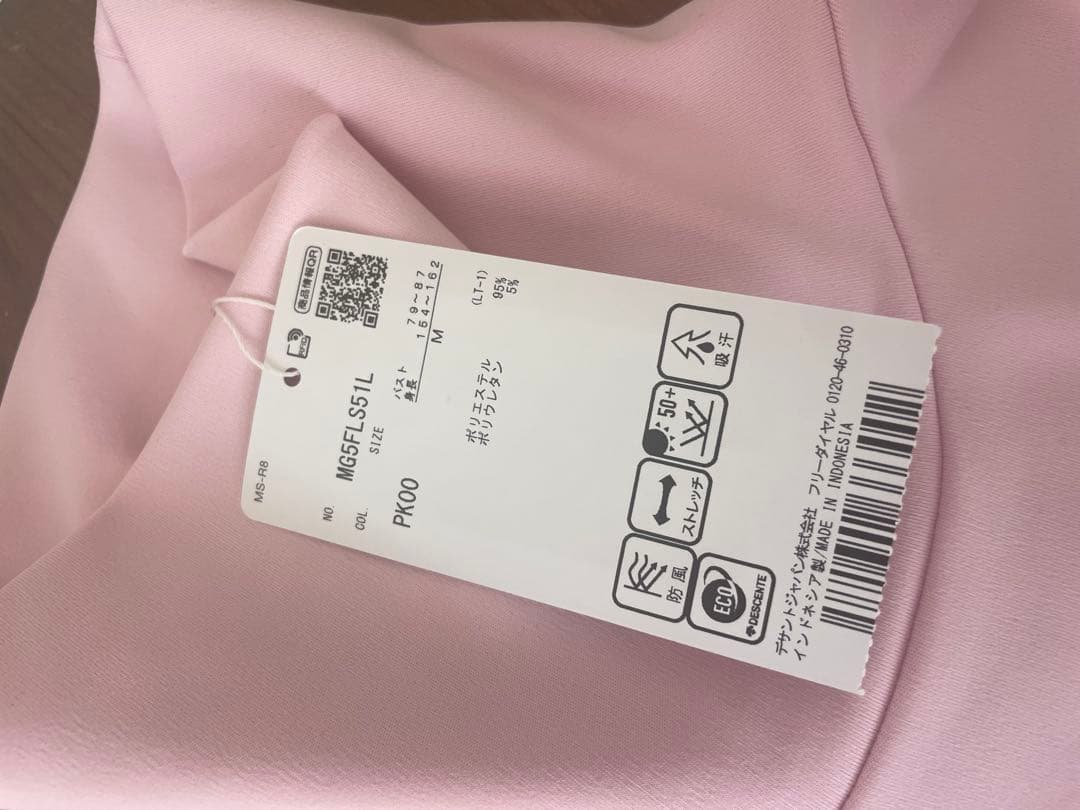 MS-R8
商品情報QR
NO.
MG5FLS51L
COL.
SIZE
PK00
バスト 79～87
身長 154～162
M
(LT-1)
ポリエステル 95%
ポリウレタン 5%
吸汗
50+
ストレッチ
防風
ECO
DESCENTE
デサントジャパン株式会社 フリーダイヤル 0120-46-0310
インドネシア製/MADE IN INDONESIA